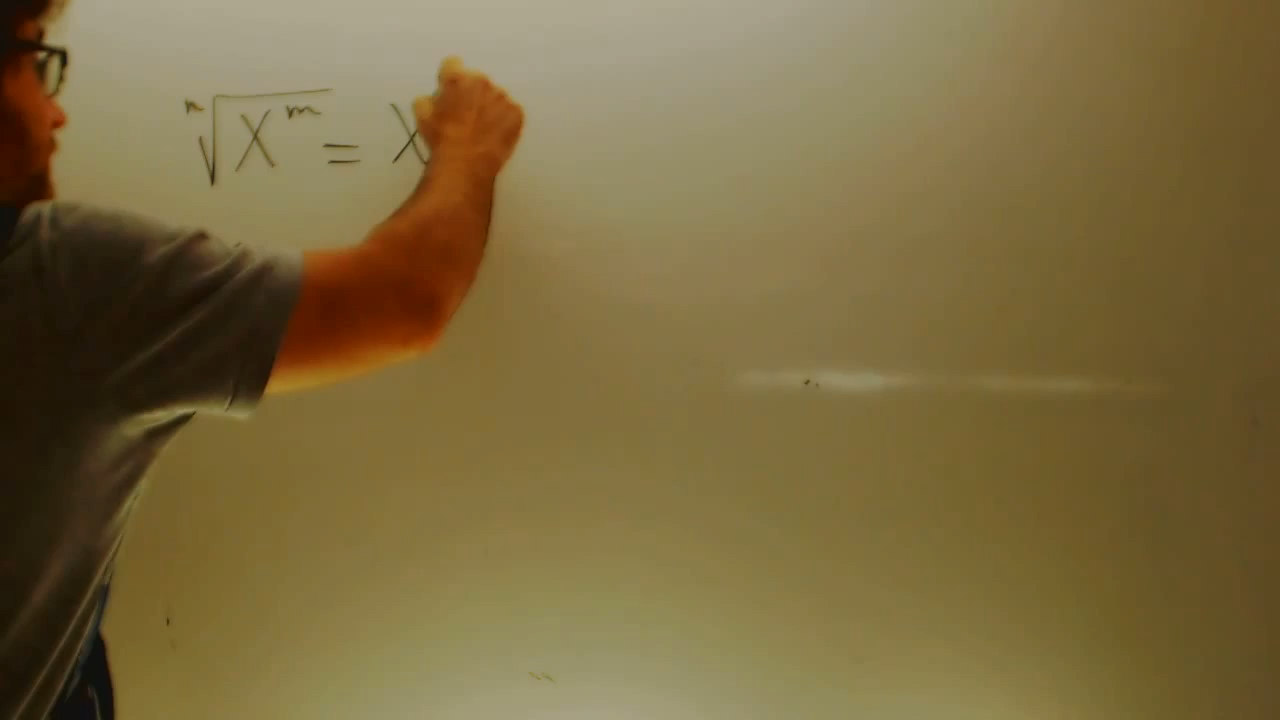 ⁿ√Xᵐ = X